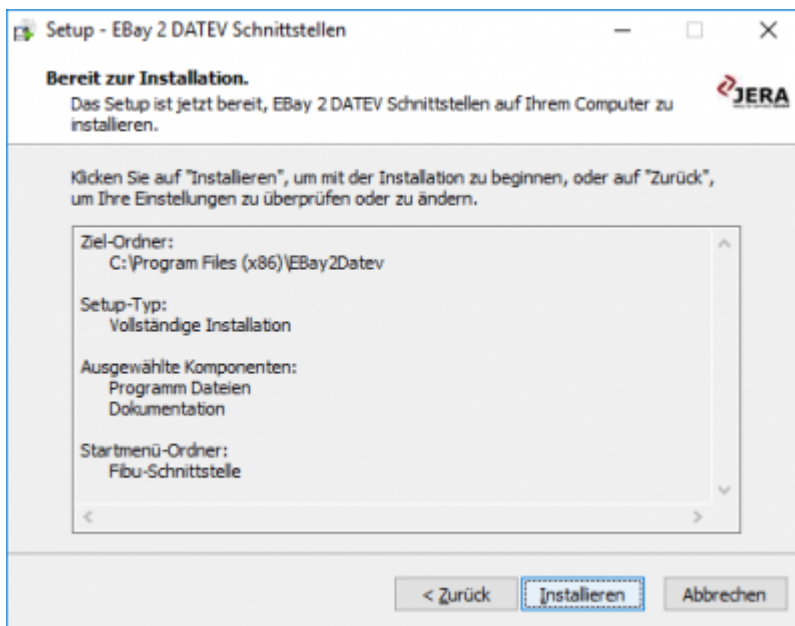 Setup - EBay 2 DATEV Schnittstellen
Bereit zur Installation.
Das Setup ist jetzt bereit, EBay 2 DATEV Schnittstellen auf Ihrem Computer zu
installieren.
JERA
Klicken Sie auf "Installieren", um mit der Installation zu beginnen, oder auf "Zurück",
um Ihre Einstellungen zu überprüfen oder zu ändern.
Ziel-Ordner:
C:\Program Files (x86)\EBay2Datev
Setup-Typ:
Vollständige Installation
Ausgewählte Komponenten:
Programm Dateien
Dokumentation
Startmenü-Ordner:
Fibu-Schnittstelle
< Zurück Installieren Abbrechen